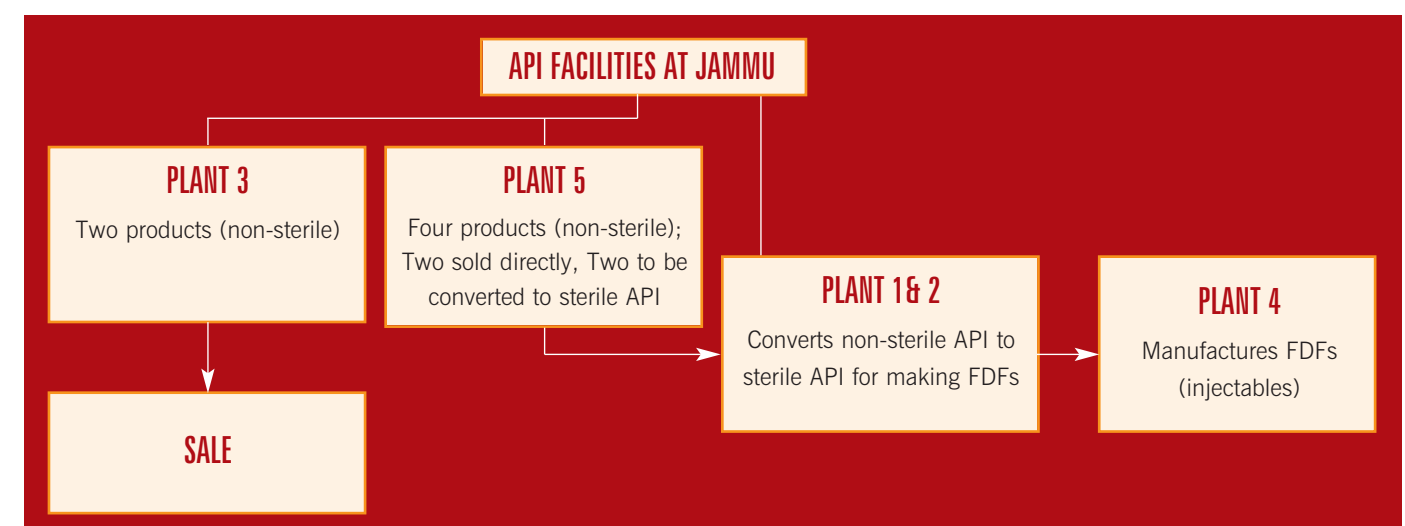 API FACILITIES AT JAMMU
PLANT 3
Two products (non-sterile)
PLANT 5
Four products (non-sterile);
Two sold directly, Two to be
converted to sterile API
PLANT 1& 2
Converts non-sterile API to
sterile API for making FDFs
PLANT 4
Manufactures FDFs
(injectables)
SALE